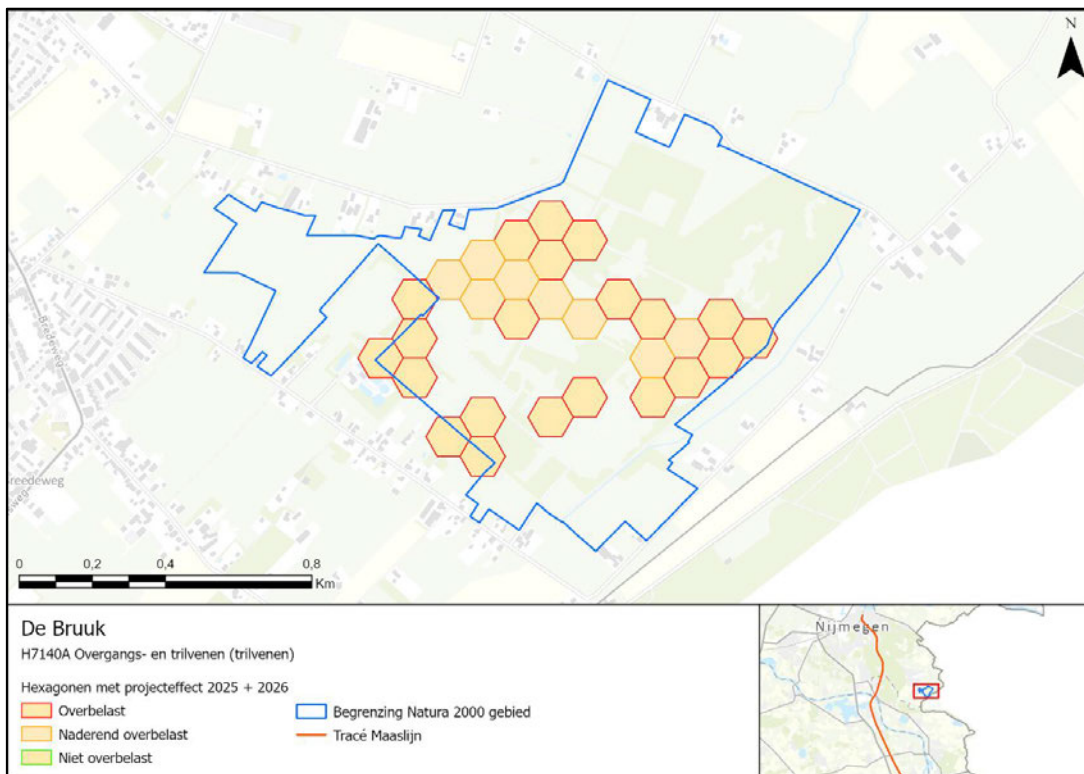 N
Bredeweg
Breedeweg
0 0,2 0,4 0,8
Km
De Bruuk
H7140A Overgangs- en trilvenen (trilvenen)
Hexagonen met projecteffect 2025 + 2026
Overbelast
Naderend overbelast
Niet overbelast
Begrenzing Natura 2000 gebied
Tracé Maaslijn
Nijmegen